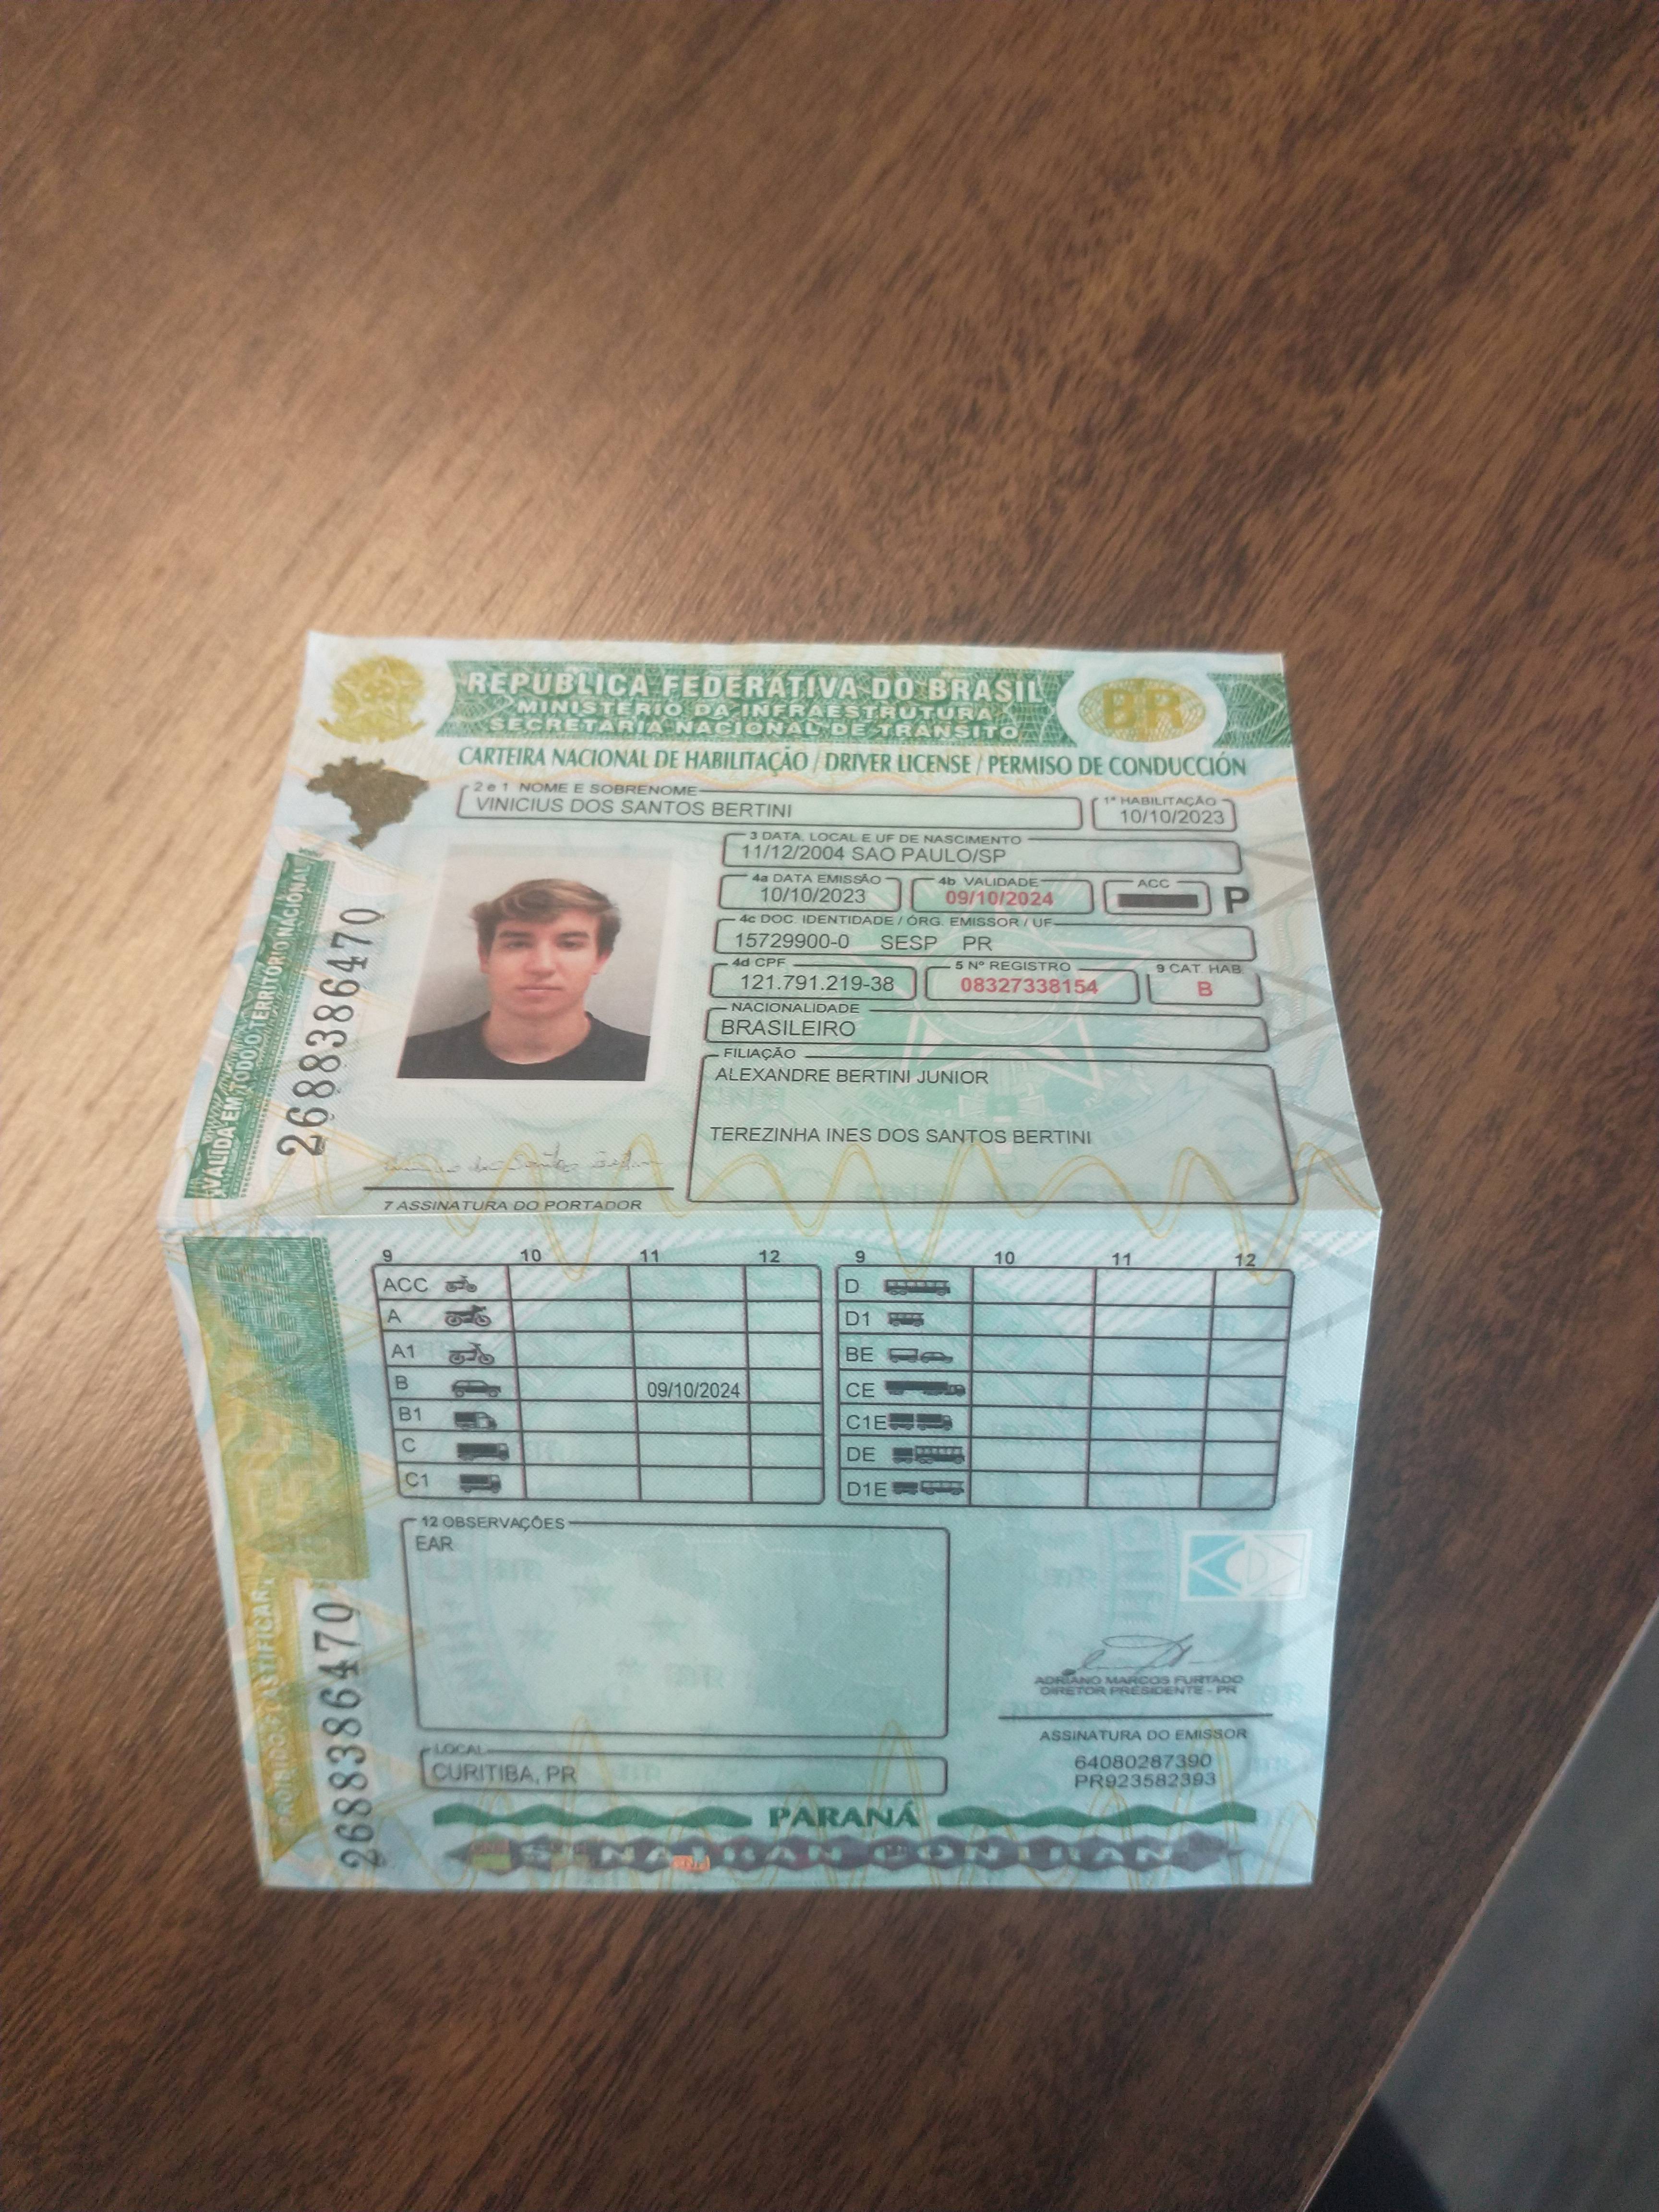 REPÚBLICA FEDERATIVA DO BRASIL
MINISTÉRIO DA INFRAESTRUTURA
SECRETARIA NACIONAL DE TRÂNSITO
BR
CARTEIRA NACIONAL DE HABILITAÇÃO / DRIVER LICENSE / PERMISO DE CONDUCCIÓN
2 e 1 NOME E SOBRENOME
VINICIUS DOS SANTOS BERTINI
1ª HABILITAÇÃO
10/10/2023
3 DATA, LOCAL E UF DE NASCIMENTO
11/12/2004 SAO PAULO/SP
4a DATA EMISSÃO
10/10/2023
4b VALIDADE
09/10/2024
ACC
P
4c DOC. IDENTIDADE / ÓRG. EMISSOR / UF
15729900-0 SESP PR
4d CPF
121.791.219-38
5 Nº REGISTRO
08327338154
9 CAT. HAB.
B
NACIONALIDADE
BRASILEIRO
FILIAÇÃO
ALEXANDRE BERTINI JUNIOR
TEREZINHA INES DOS SANTOS BERTINI
VÁLIDA EM TODO O TERRITÓRIO NACIONAL
2688386470
7 ASSINATURA DO PORTADOR
9 10 11 12 9 10 11 12
ACC D
A D1
A1 BE
B 09/10/2024 CE
B1 C1E
C DE
C1 D1E
12 OBSERVAÇÕES
EAR
PROIBIDO PLASTIFICAR
2688386470
ADRIANO MARCOS FURTADO
DIRETOR PRESIDENTE - PR
ASSINATURA DO EMISSOR
64080287390
PR923582393
LOCAL
CURITIBA, PR
PARANÁ
SENATRAN CONTRAN